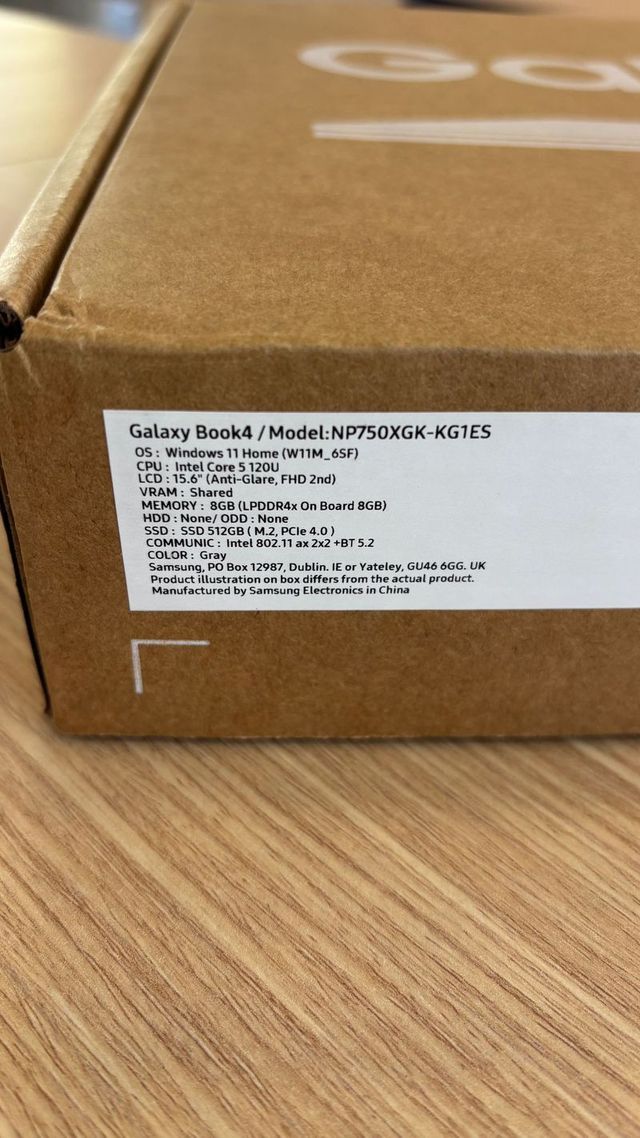 Ga
Galaxy Book4 / Model:NP750XGK-KG1ES
OS : Windows 11 Home (W11M_6SF)
CPU : Intel Core 5 120U
LCD : 15.6" (Anti-Glare, FHD 2nd)
VRAM : Shared
MEMORY : 8GB (LPDDR4x On Board 8GB)
HDD : None/ ODD : None
SSD : SSD 512GB ( M.2, PCIe 4.0 )
COMMUNIC : Intel 802.11 ax 2x2 +BT 5.2
COLOR : Gray
Samsung, PO Box 12987, Dublin. IE or Yateley, GU46 6GG. UK
Product illustration on box differs from the actual product.
Manufactured by Samsung Electronics in China